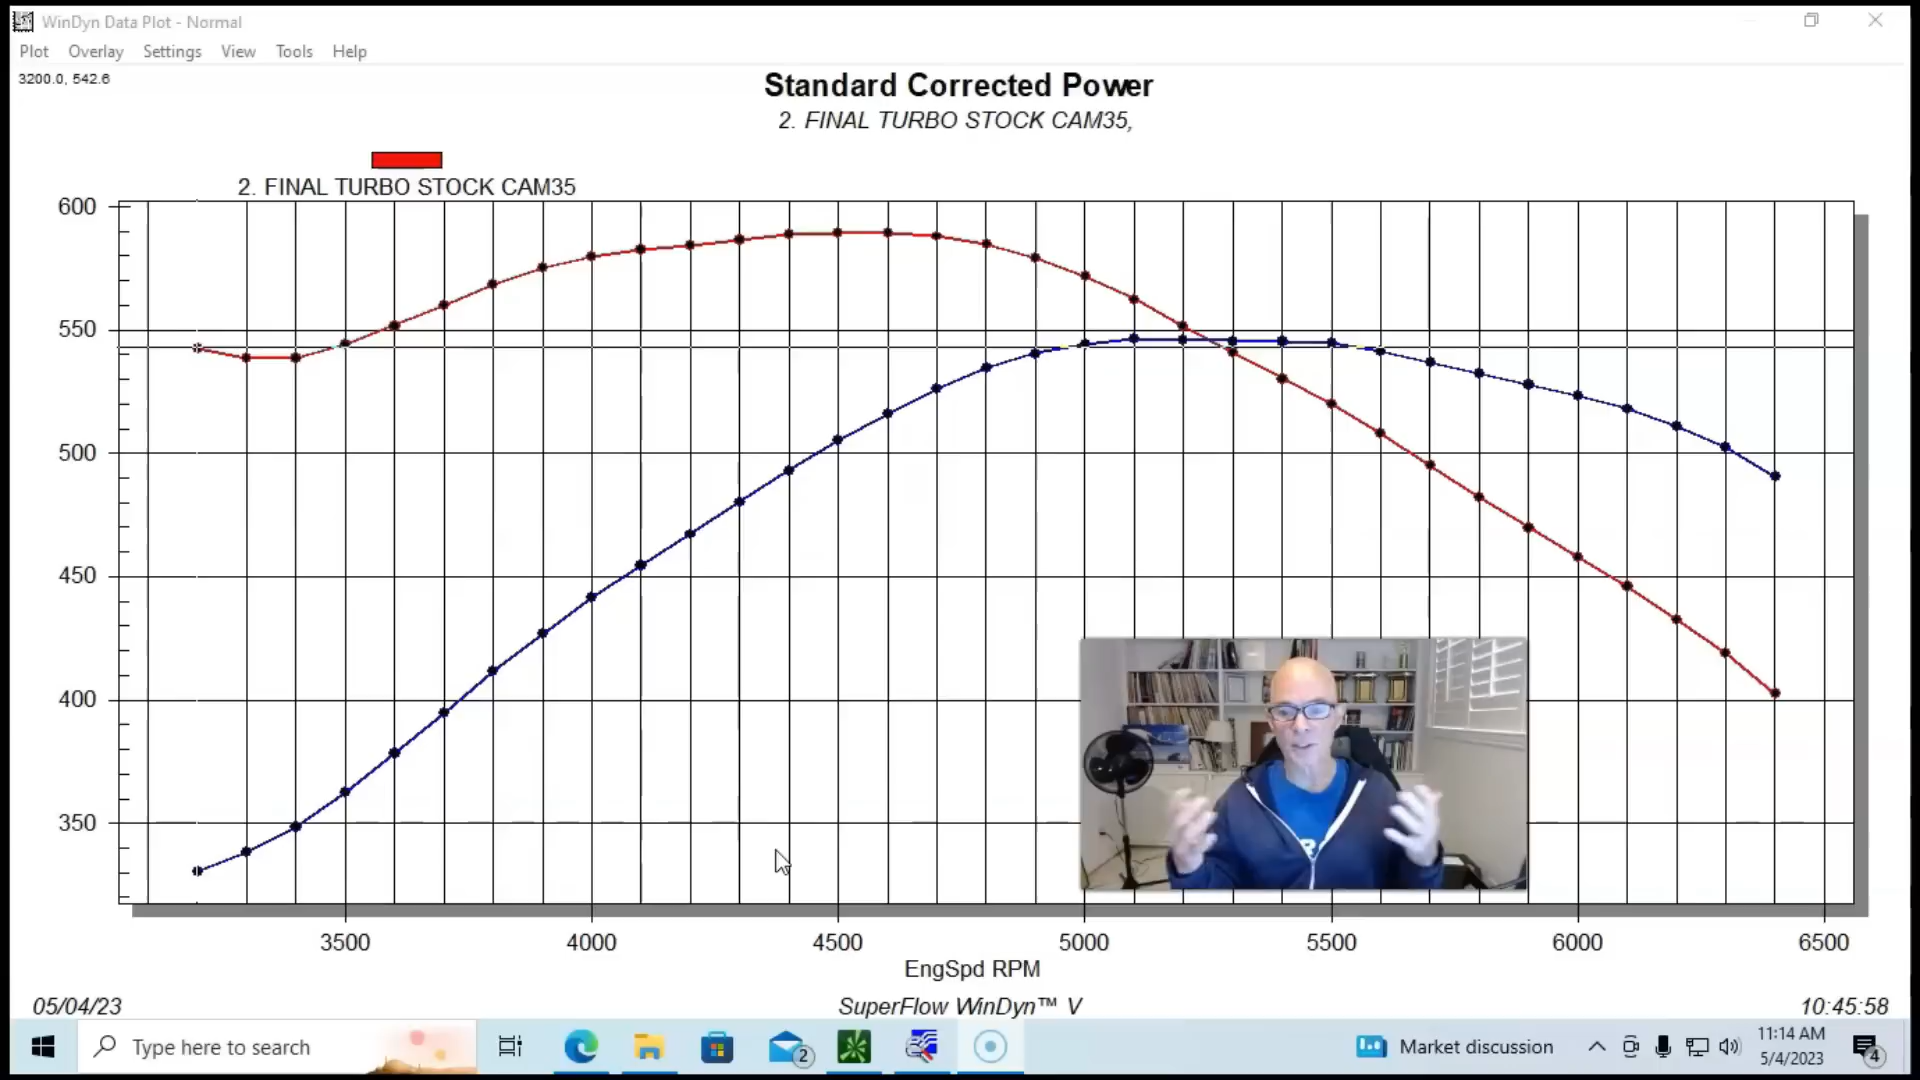 WinDyn Data Plot - Normal
Plot Overlay Settings View Tools Help
3200.0, 542.6
Standard Corrected Power
2. FINAL TURBO STOCK CAM35,
2. FINAL TURBO STOCK CAM35
600
550
500
450
400
350
3500 4000 4500 5000 5500 6000 6500
EngSpd RPM
05/04/23 SuperFlow WinDyn™ V 10:45:58
Type here to search
2
Market discussion
11:14 AM
5/4/2023
4